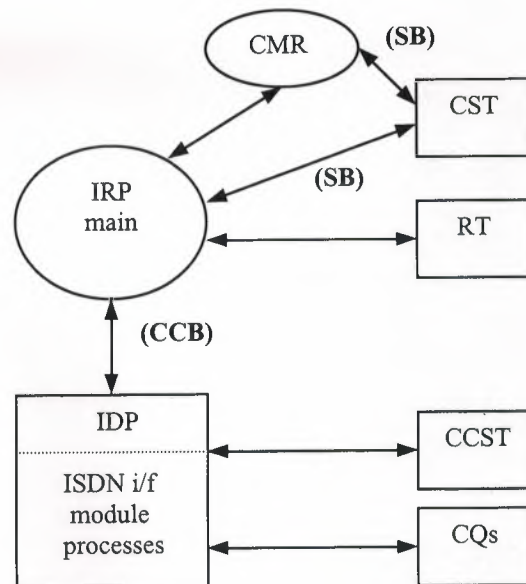 CMR
(SB)
CST
IRP
main
(SB)
RT
(CCB)
IDP
CCST
ISDN i/f
module
processes
CQs